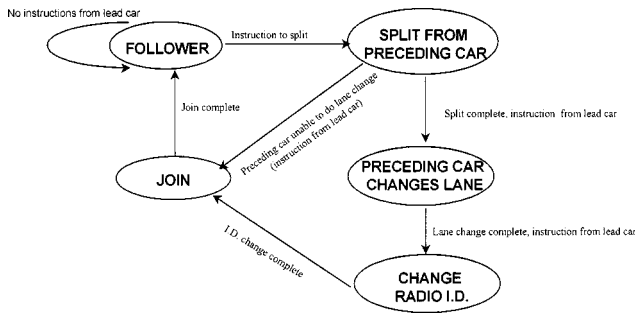 No instructions from lead car
FOLLOWER
Instruction to split
SPLIT FROM
PRECEDING CAR
Join complete
Preceding car unable to do lane change
(instruction from lead car)
Split complete, instruction from lead car
JOIN
PRECEDING CAR
CHANGES LANE
I.D. change complete
Lane change complete, instruction from lead car
CHANGE
RADIO I.D.